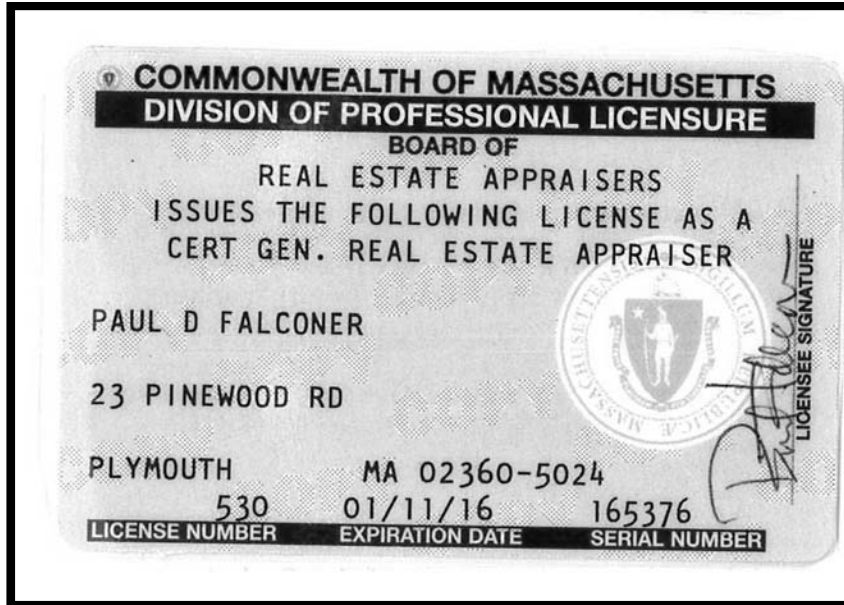 COMMONWEALTH OF MASSACHUSETTS
DIVISION OF PROFESSIONAL LICENSURE
BOARD OF
REAL ESTATE APPRAISERS
ISSUES THE FOLLOWING LICENSE AS A
CERT GEN. REAL ESTATE APPRAISER
PAUL D FALCONER
23 PINEWOOD RD
PLYMOUTH MA 02360-5024
530 01/11/16 165376
LICENSE NUMBER EXPIRATION DATE SERIAL NUMBER
LICENSEE SIGNATURE
COPY